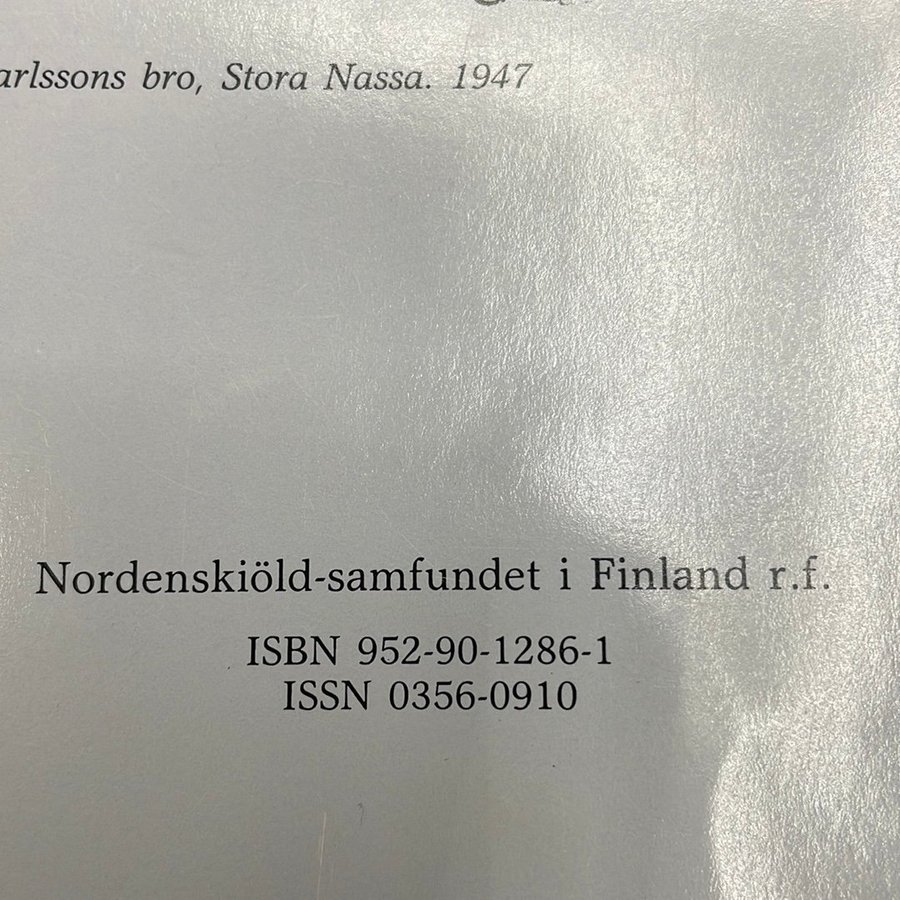 arlssons bro, Stora Nassa. 1947
Nordenskiöld-samfundet i Finland r.f.
ISBN 952-90-1286-1
ISSN 0356-0910